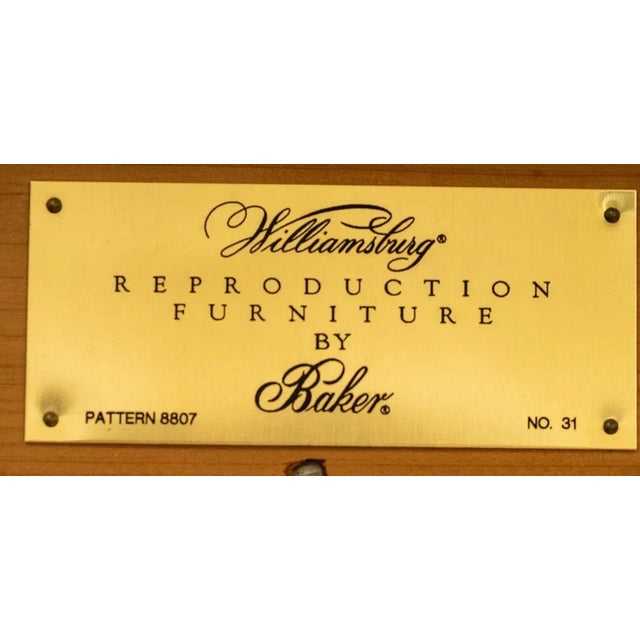 Williamsburg®
REPRODUCTION
FURNITURE
BY
Baker®
PATTERN 8807 NO. 31